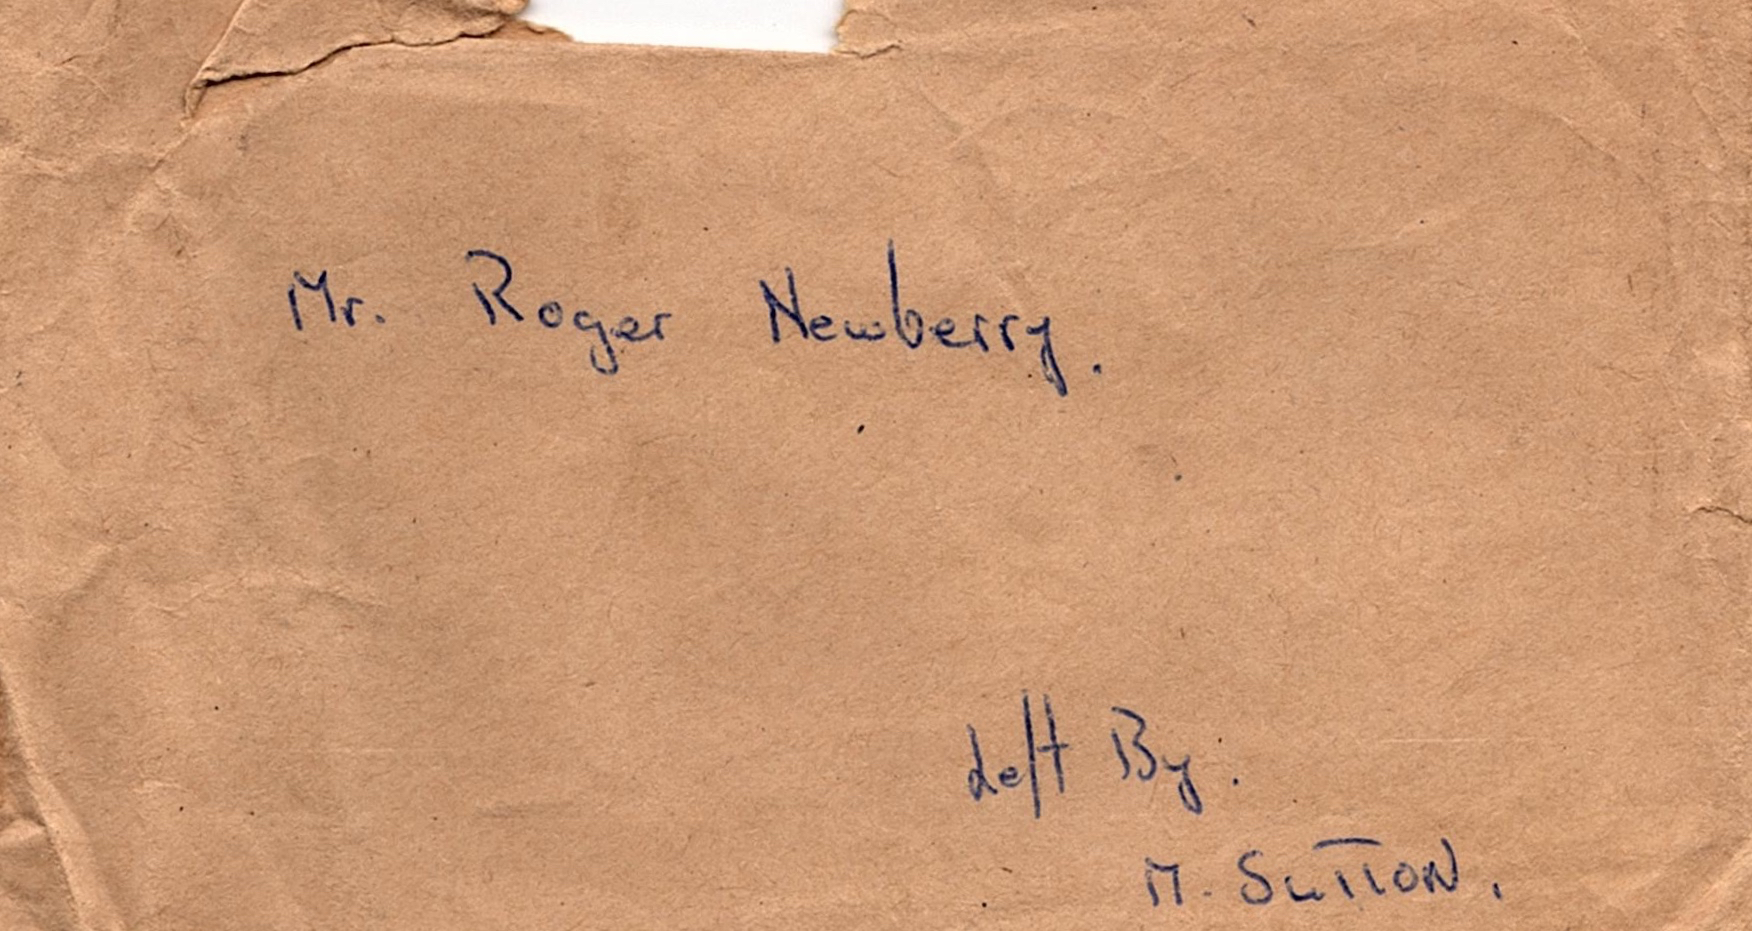 Mr. Roger Newberry.
Left By.
M. SUTTON.